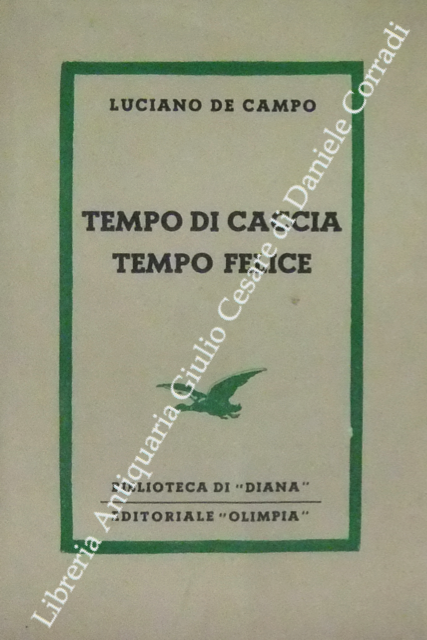 LUCIANO DE CAMPO
TEMPO DI CACCIA
TEMPO FELICE
BIBLIOTECA DI "DIANA"
EDITORIALE "OLIMPIA"
Libreria Antiquaria Giulio Cesare di Daniele Corradi